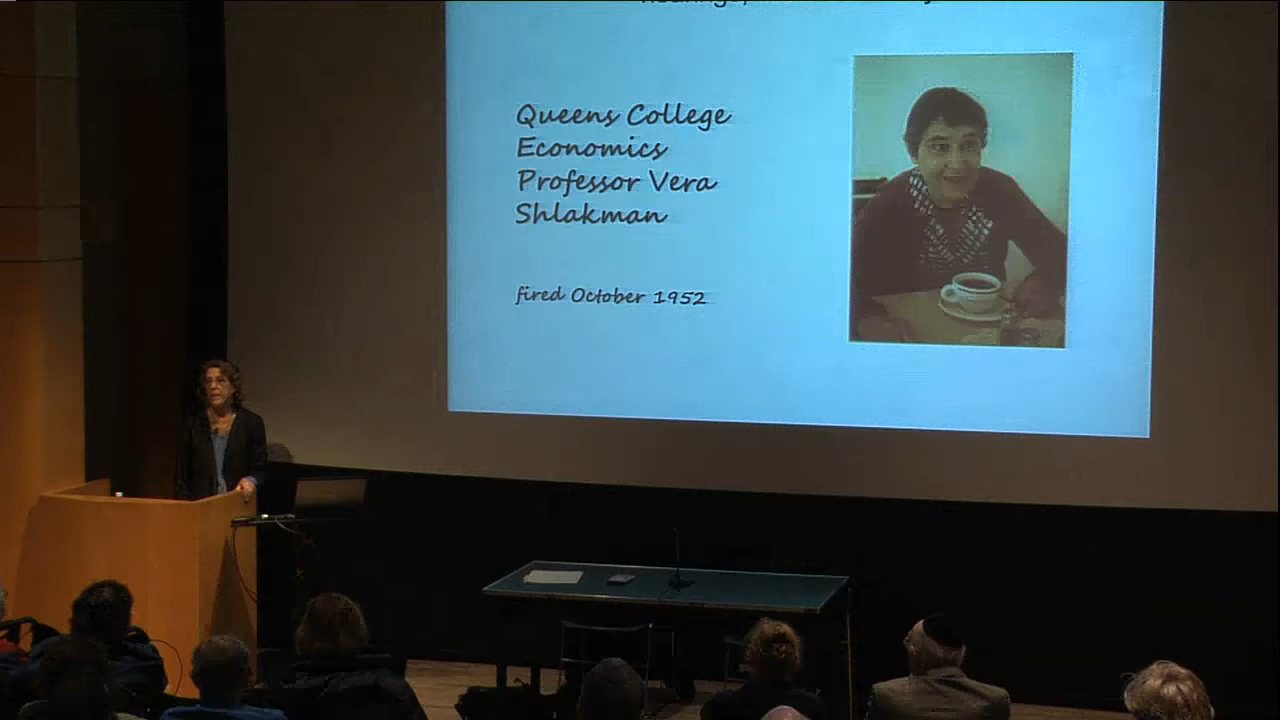 Queens College
Economics
Professor Vera
Shlakman
fired October 1952